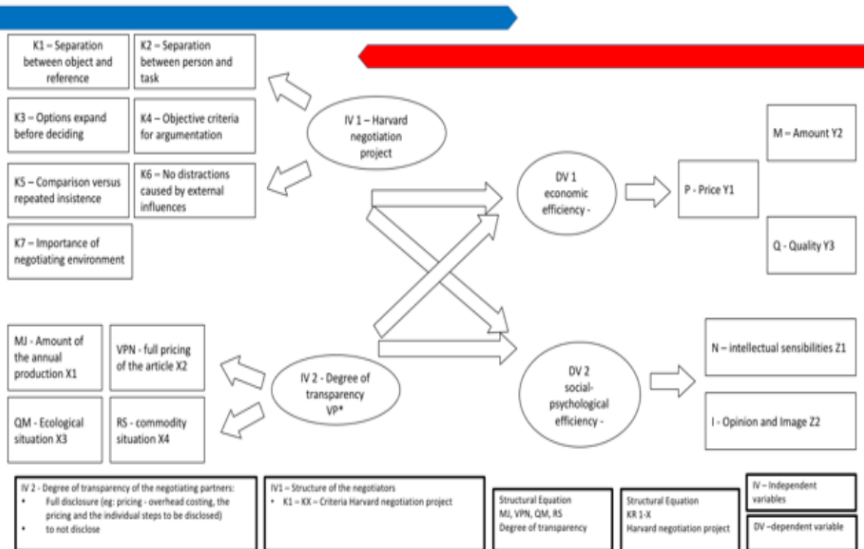 K1 – Separation
between object and
reference
K2 – Separation
between person and
task
K3 – Options expand
before deciding
K4 – Objective criteria
for argumentation
K5 – Comparison versus
repeated insistence
K6 – No distractions
caused by external
influences
K7 – Importance of
negotiating environment
IV 1 – Harvard
negotiation
project
DV 1
economic
efficiency -
P - Price Y1
M – Amount Y2
Q - Quality Y3
MJ - Amount of
the annual
production X1
VPN - full pricing
of the article X2
QM - Ecological
situation X3
RS - commodity
situation X4
IV 2 - Degree of
transparency
VP*
DV 2
social-
psychological
efficiency -
N – intellectual sensibilities Z1
I - Opinion and Image Z2
IV 2 - Degree of transparency of the negotiating partners:
• Full disclosure (eg: pricing - overhead costing, the
pricing and the individual steps to be disclosed)
• to not disclose
IV1 – Structure of the negotiators
• K1 – KX – Criteria Harvard negotiation project
Structural Equation
MJ, VPN, QM, RS
Degree of transparency
Structural Equation
KR 1-X
Harvard negotiation project
IV – Independent
variables
DV –dependent variable